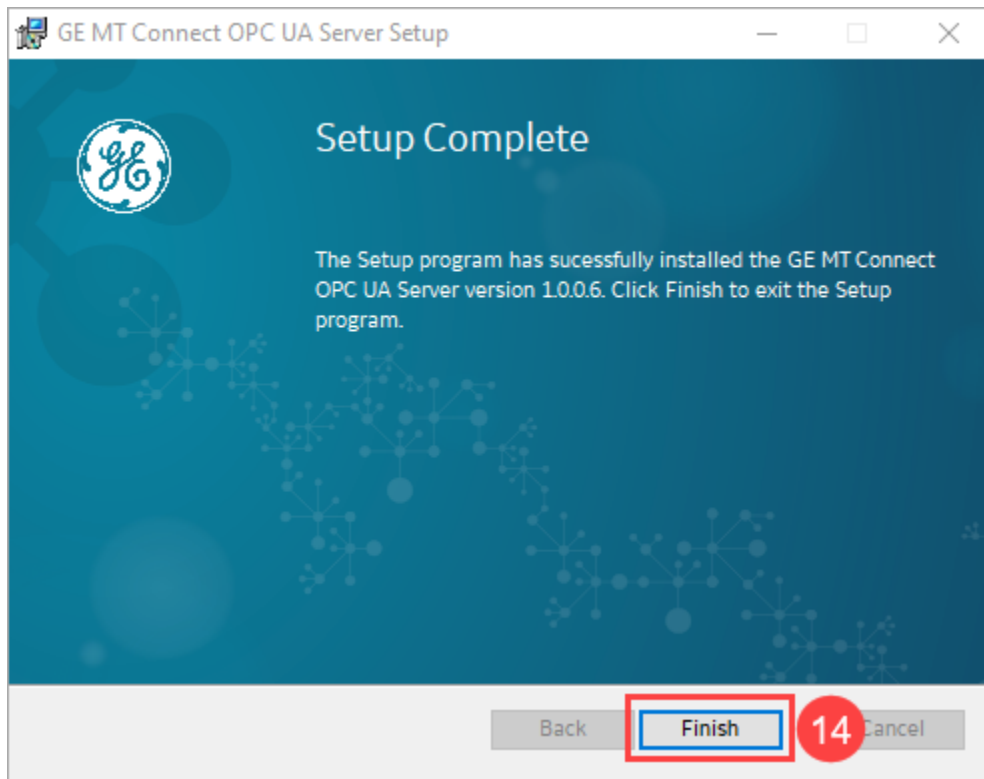 GE MT Connect OPC UA Server Setup
Setup Complete
The Setup program has sucessfully installed the GE MT Connect
OPC UA Server version 1.0.0.6. Click Finish to exit the Setup
program.
Back
Finish
14
Cancel